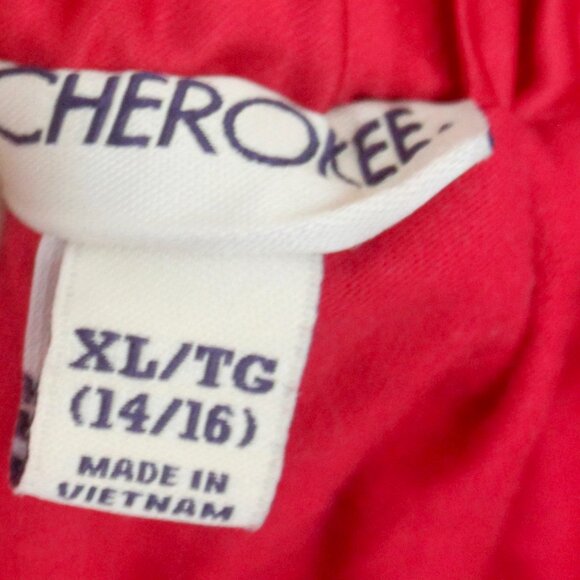 CHEROKEE
XL/TG
(14/16)
MADE IN
VIETNAM